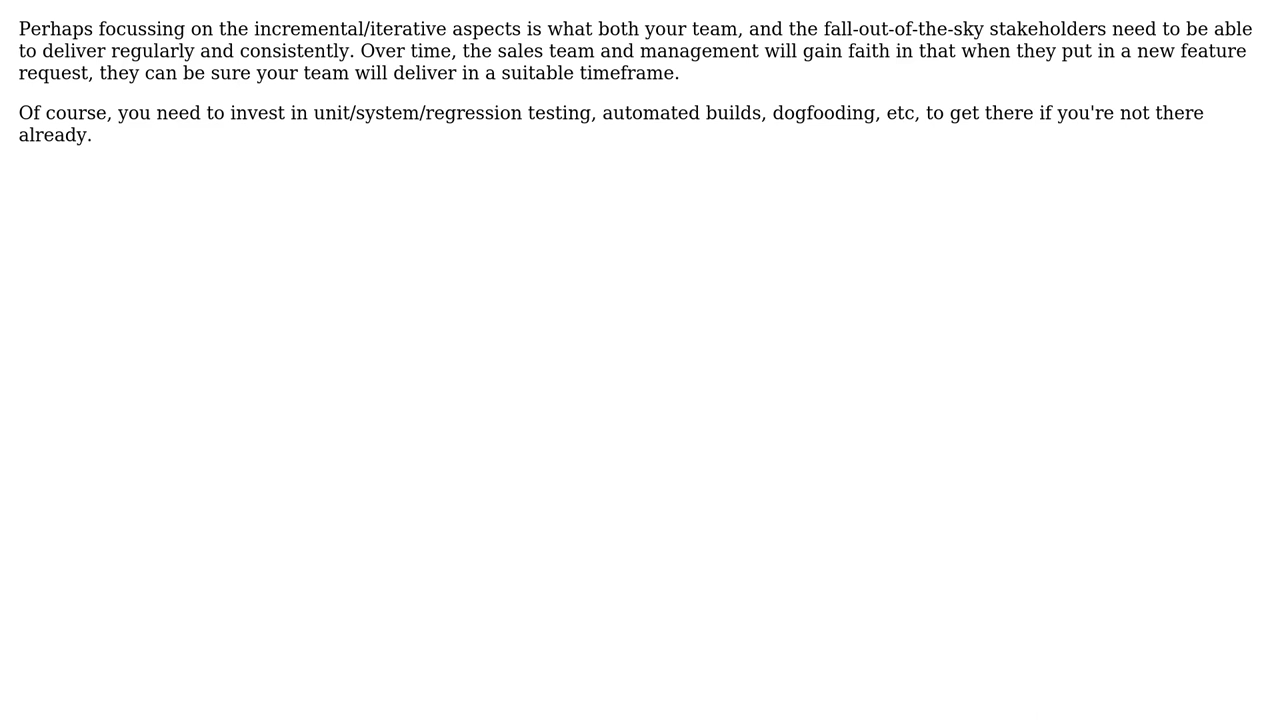 Perhaps focussing on the incremental/iterative aspects is what both your team, and the fall-out-of-the-sky stakeholders need to be able
to deliver regularly and consistently. Over time, the sales team and management will gain faith in that when they put in a new feature
request, they can be sure your team will deliver in a suitable timeframe.
Of course, you need to invest in unit/system/regression testing, automated builds, dogfooding, etc, to get there if you're not there
already.